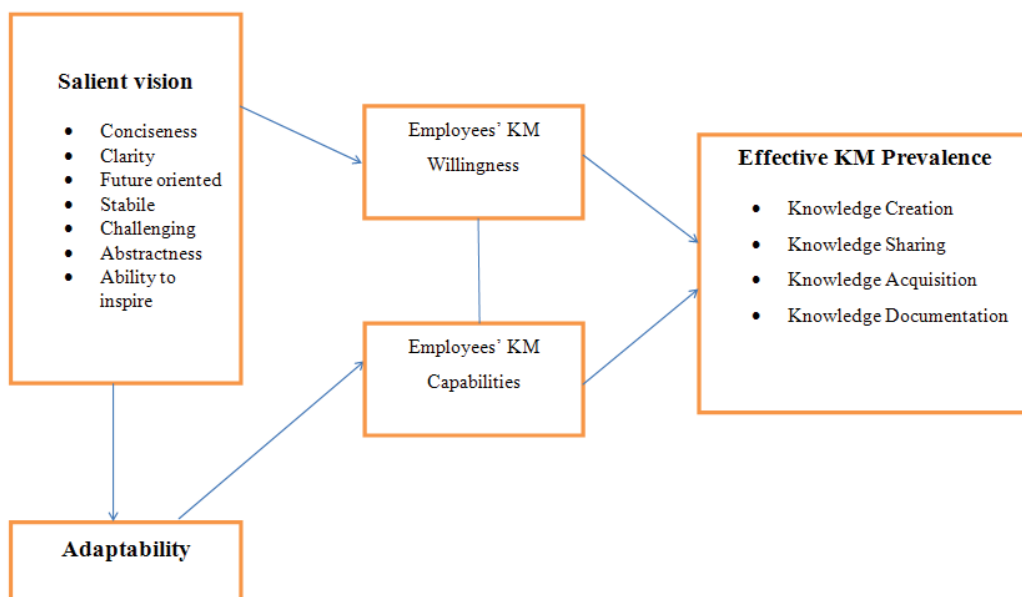 Salient vision
• Conciseness
• Clarity
• Future oriented
• Stabile
• Challenging
• Abstractness
• Ability to
inspire
Employees’ KM
Willingness
Employees’ KM
Capabilities
Effective KM Prevalence
• Knowledge Creation
• Knowledge Sharing
• Knowledge Acquisition
• Knowledge Documentation
Adaptability